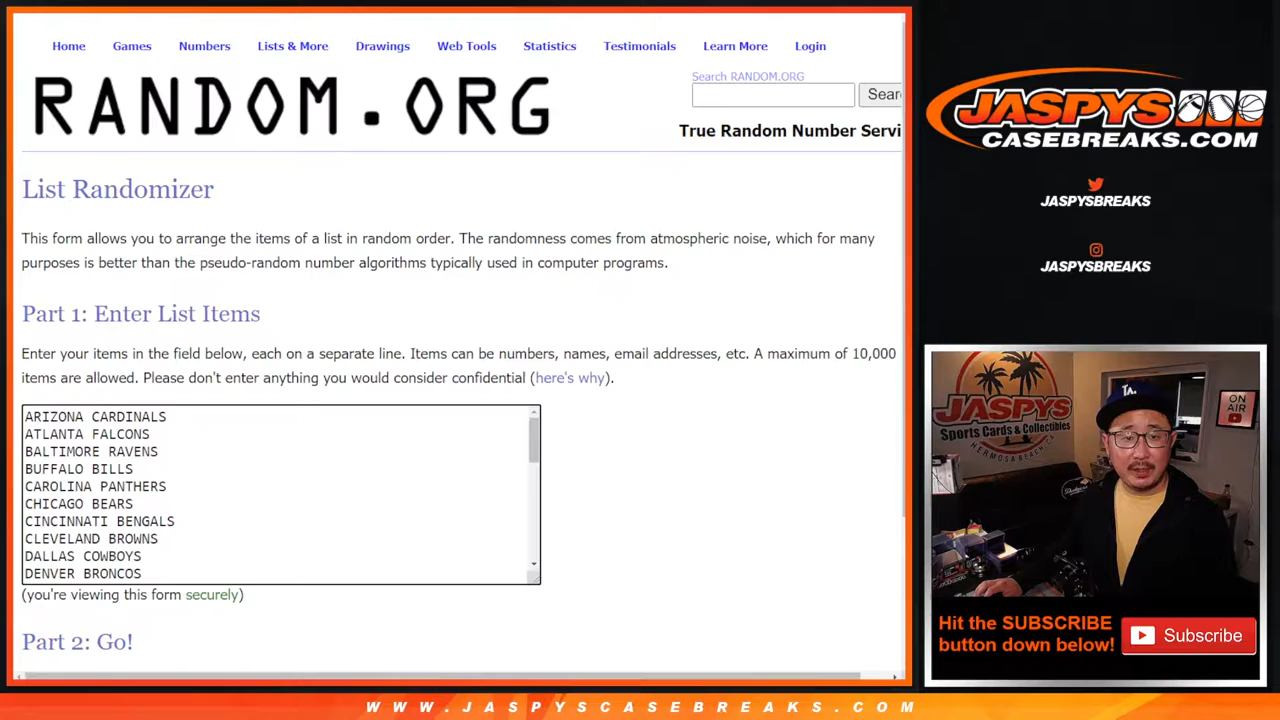 Home Games Numbers Lists & More Drawings Web Tools Statistics Testimonials Learn More Login
RANDOM.ORG
Search RANDOM.ORG
Sear
True Random Number Servi
List Randomizer
This form allows you to arrange the items of a list in random order. The randomness comes from atmospheric noise, which for many
purposes is better than the pseudo-random number algorithms typically used in computer programs.
Part 1: Enter List Items
Enter your items in the field below, each on a separate line. Items can be numbers, names, email addresses, etc. A maximum of 10,000
items are allowed. Please don't enter anything you would consider confidential (here's why).
ARIZONA CARDINALS
ATLANTA FALCONS
BALTIMORE RAVENS
BUFFALO BILLS
CAROLINA PANTHERS
CHICAGO BEARS
CINCINNATI BENGALS
CLEVELAND BROWNS
DALLAS COWBOYS
DENVER BRONCOS
(you're viewing this form securely)
Part 2: Go!
JASPYS
CASEBREAKS.COM
JASPYSBREAKS
JASPYSBREAKS
JASPYS
Sports Cards & Collectibles
HERMOSA BEACH, CA
ON
AIR
Hit the SUBSCRIBE
button down below!
Subscribe
WWW.JASPYSCASEBREAKS.COM